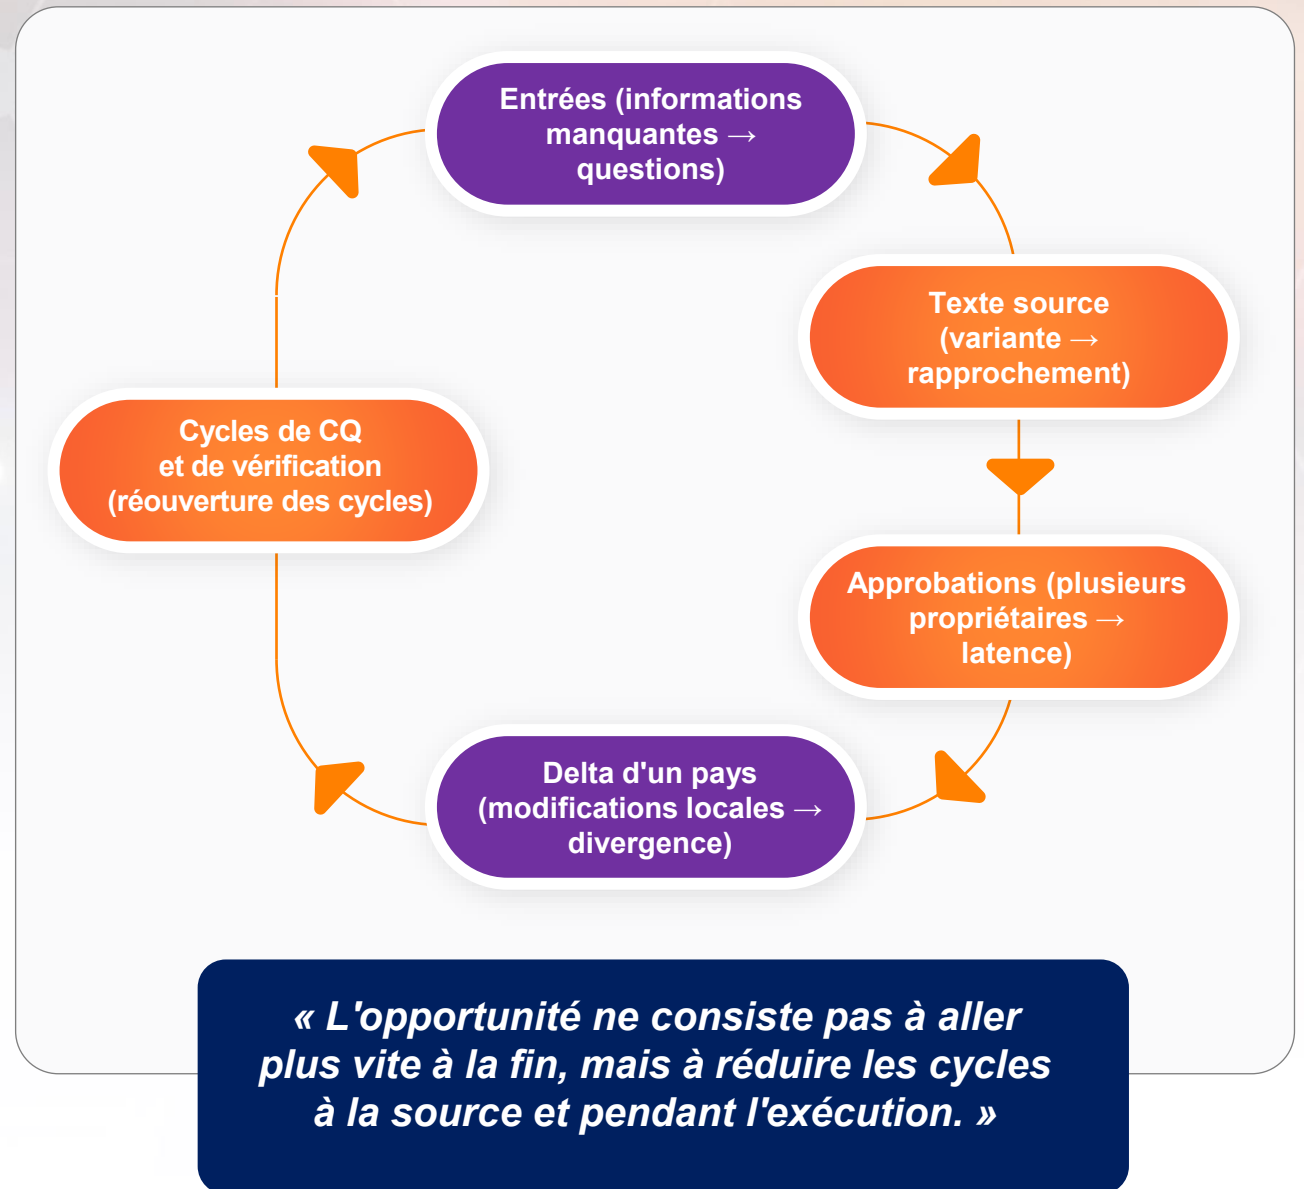 Entrées (informations
manquantes →
questions)
Texte source
(variante →
rapprochement)
Approbations (plusieurs
propriétaires →
latence)
Delta d'un pays
(modifications locales →
divergence)
Cycles de CQ
et de vérification
(réouverture des cycles)
« L'opportunité ne consiste pas à aller
plus vite à la fin, mais à réduire les cycles
à la source et pendant l'exécution. »